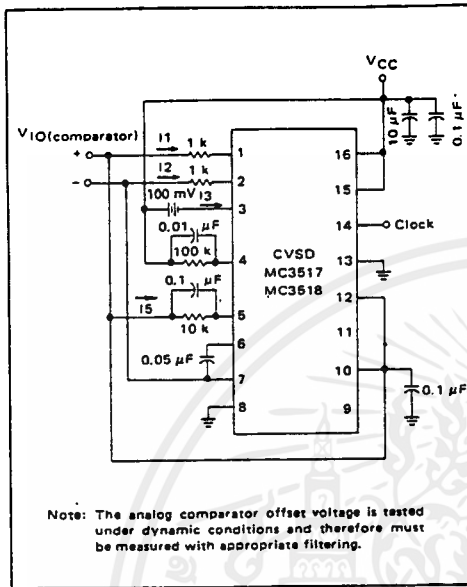 VCC
VIO(comparator)
10 µF
0.1 µF
+
I1
1 k
1
16
−
I2
1 k
2
15
100 mV
I3
3
14
Clock
0.01
µF
100 k
4
CVSD
MC3517
MC3518
13
0.1
µF
12
I5
10 k
5
11
6
0.05 µF
7
10
0.1 µF
8
9
Note: The analog comparator offset voltage is tested
under dynamic conditions and therefore must
be measured with appropriate filtering.